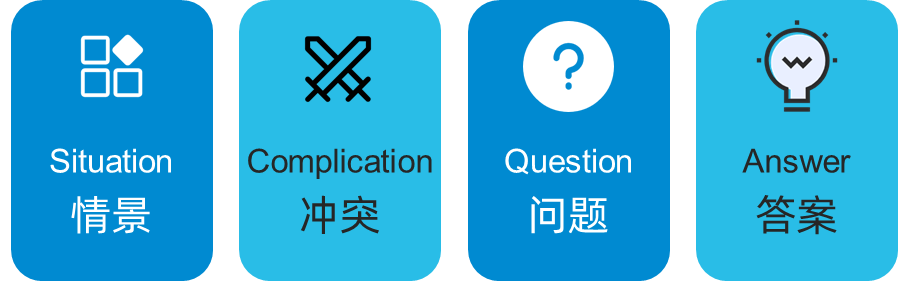 Situation
情景
Complication
冲突
Question
问题
Answer
答案